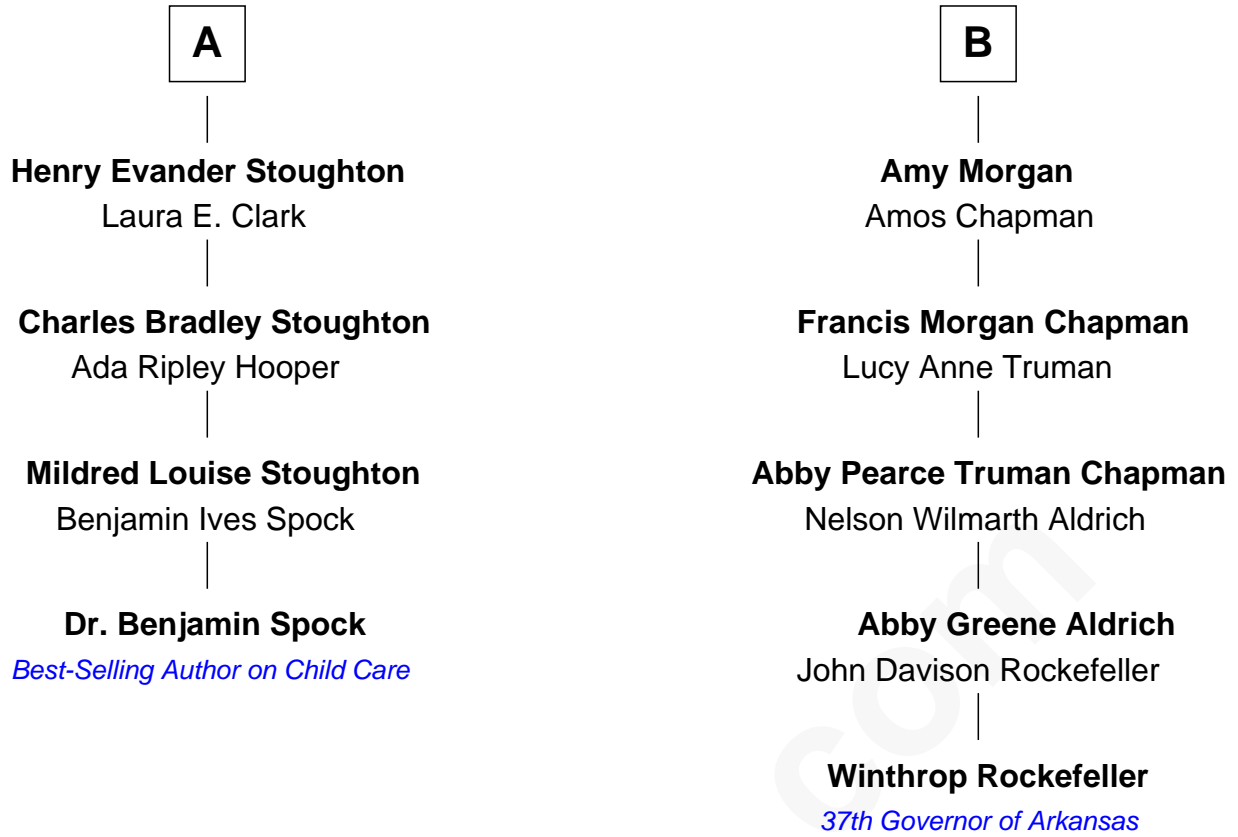 A
Henry Evander Stoughton
Laura E. Clark
Charles Bradley Stoughton
Ada Ripley Hooper
Mildred Louise Stoughton
Benjamin Ives Spock
Dr. Benjamin Spock
Best-Selling Author on Child Care
B
Amy Morgan
Amos Chapman
Francis Morgan Chapman
Lucy Anne Truman
Abby Pearce Truman Chapman
Nelson Wilmarth Aldrich
Abby Greene Aldrich
John Davison Rockefeller
Winthrop Rockefeller
37th Governor of Arkansas
com